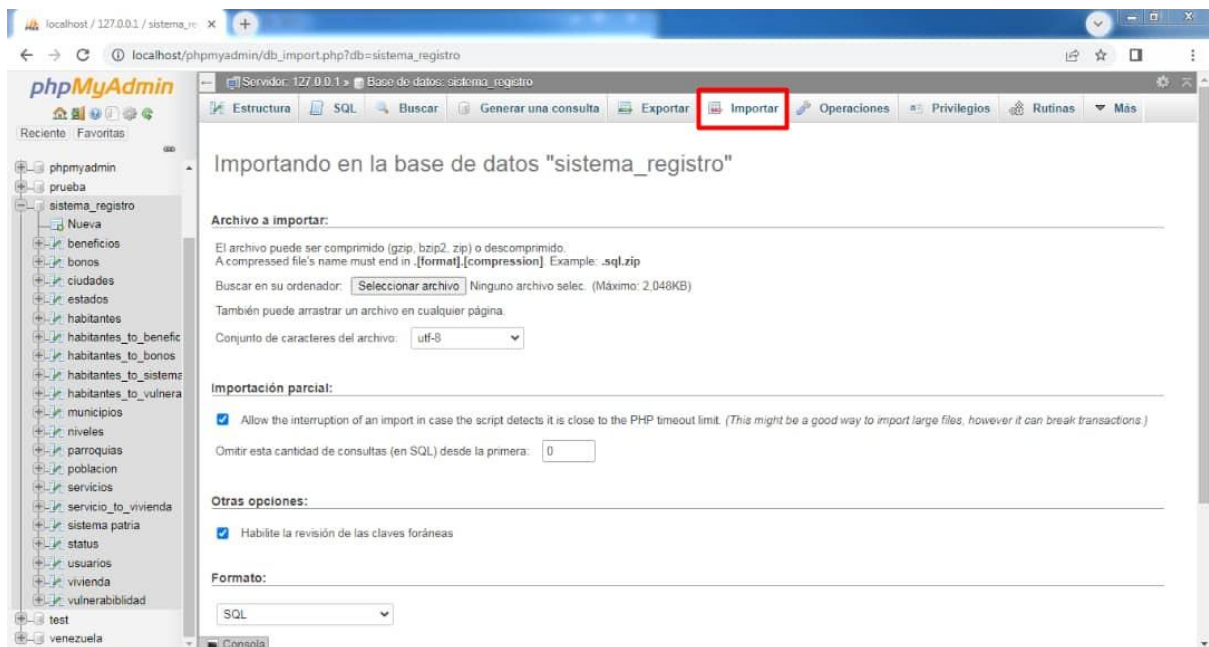 localhost / 127.0.0.1 / sistema_re
localhost/phpmyadmin/db_import.php?db=sistema_registro
phpMyAdmin
Reciente Favoritas
phpmyadmin
prueba
sistema_registro
Nueva
beneficios
bonos
ciudades
estados
habitantes
habitantes_to_benefic
habitantes_to_bonos
habitantes_to_sistema
habitantes_to_vulnera
municipios
niveles
parroquias
poblacion
servicios
servicio_to_vivienda
sistema patria
status
usuarios
vivienda
vulnerabiblidad
test
venezuela
Servidor: 127.0.0.1 » Base de datos: sistema_registro
Estructura SQL Buscar Generar una consulta Exportar Importar Operaciones Privilegios Rutinas Más
Importando en la base de datos "sistema_registro"
Archivo a importar:
El archivo puede ser comprimido (gzip, bzip2, zip) o descomprimido.
A compressed file's name must end in .[format].[compression]. Example: .sql.zip
Buscar en su ordenador: Seleccionar archivo Ninguno archivo selec. (Máximo: 2,048KB)
También puede arrastrar un archivo en cualquier página.
Conjunto de caracteres del archivo: utf-8
Importación parcial:
Allow the interruption of an import in case the script detects it is close to the PHP timeout limit. (This might be a good way to import large files, however it can break transactions.)
Omitir esta cantidad de consultas (en SQL) desde la primera: 0
Otras opciones:
Habilite la revisión de las claves foráneas
Formato:
SQL
Consola